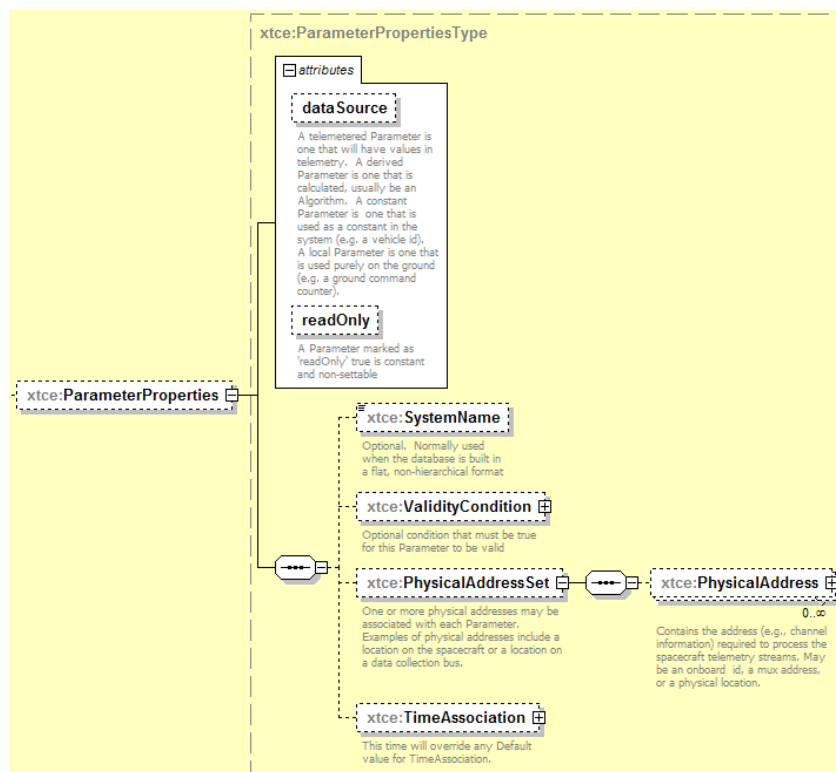 xtce:ParameterPropertiesType
attributes
dataSource
A telemetered Parameter is
one that will have values in
telemetry.  A derived
Parameter is one that is
calculated, usually be an
Algorithm.  A constant
Parameter is  one that is
used as a constant in the
system (e.g. a vehicle id).
A local Parameter is one that
is used purely on the ground
(e.g. a ground command
counter).
readOnly
A Parameter marked as
'readOnly' true is constant
and non-settable
xtce:ParameterProperties
xtce:SystemName
Optional.  Normally used
when the database is built in
a flat, non-hierarchical format
xtce:ValidityCondition
Optional condition that must be true
for this Parameter to be valid
xtce:PhysicalAddressSet
One or more physical addresses may be
associated with each Parameter.
Examples of physical addresses include a
location on the spacecraft or a location on
a data collection bus.
xtce:PhysicalAddress
0..∞
Contains the address (e.g., channel
information) required to process the
spacecraft telemetry streams. May
be an onboard  id, a mux address,
or a physical location.
xtce:TimeAssociation
This time will override any Default
value for TimeAssociation.